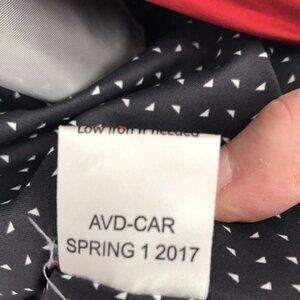 Low iron if needed
AVD-CAR
SPRING 1 2017